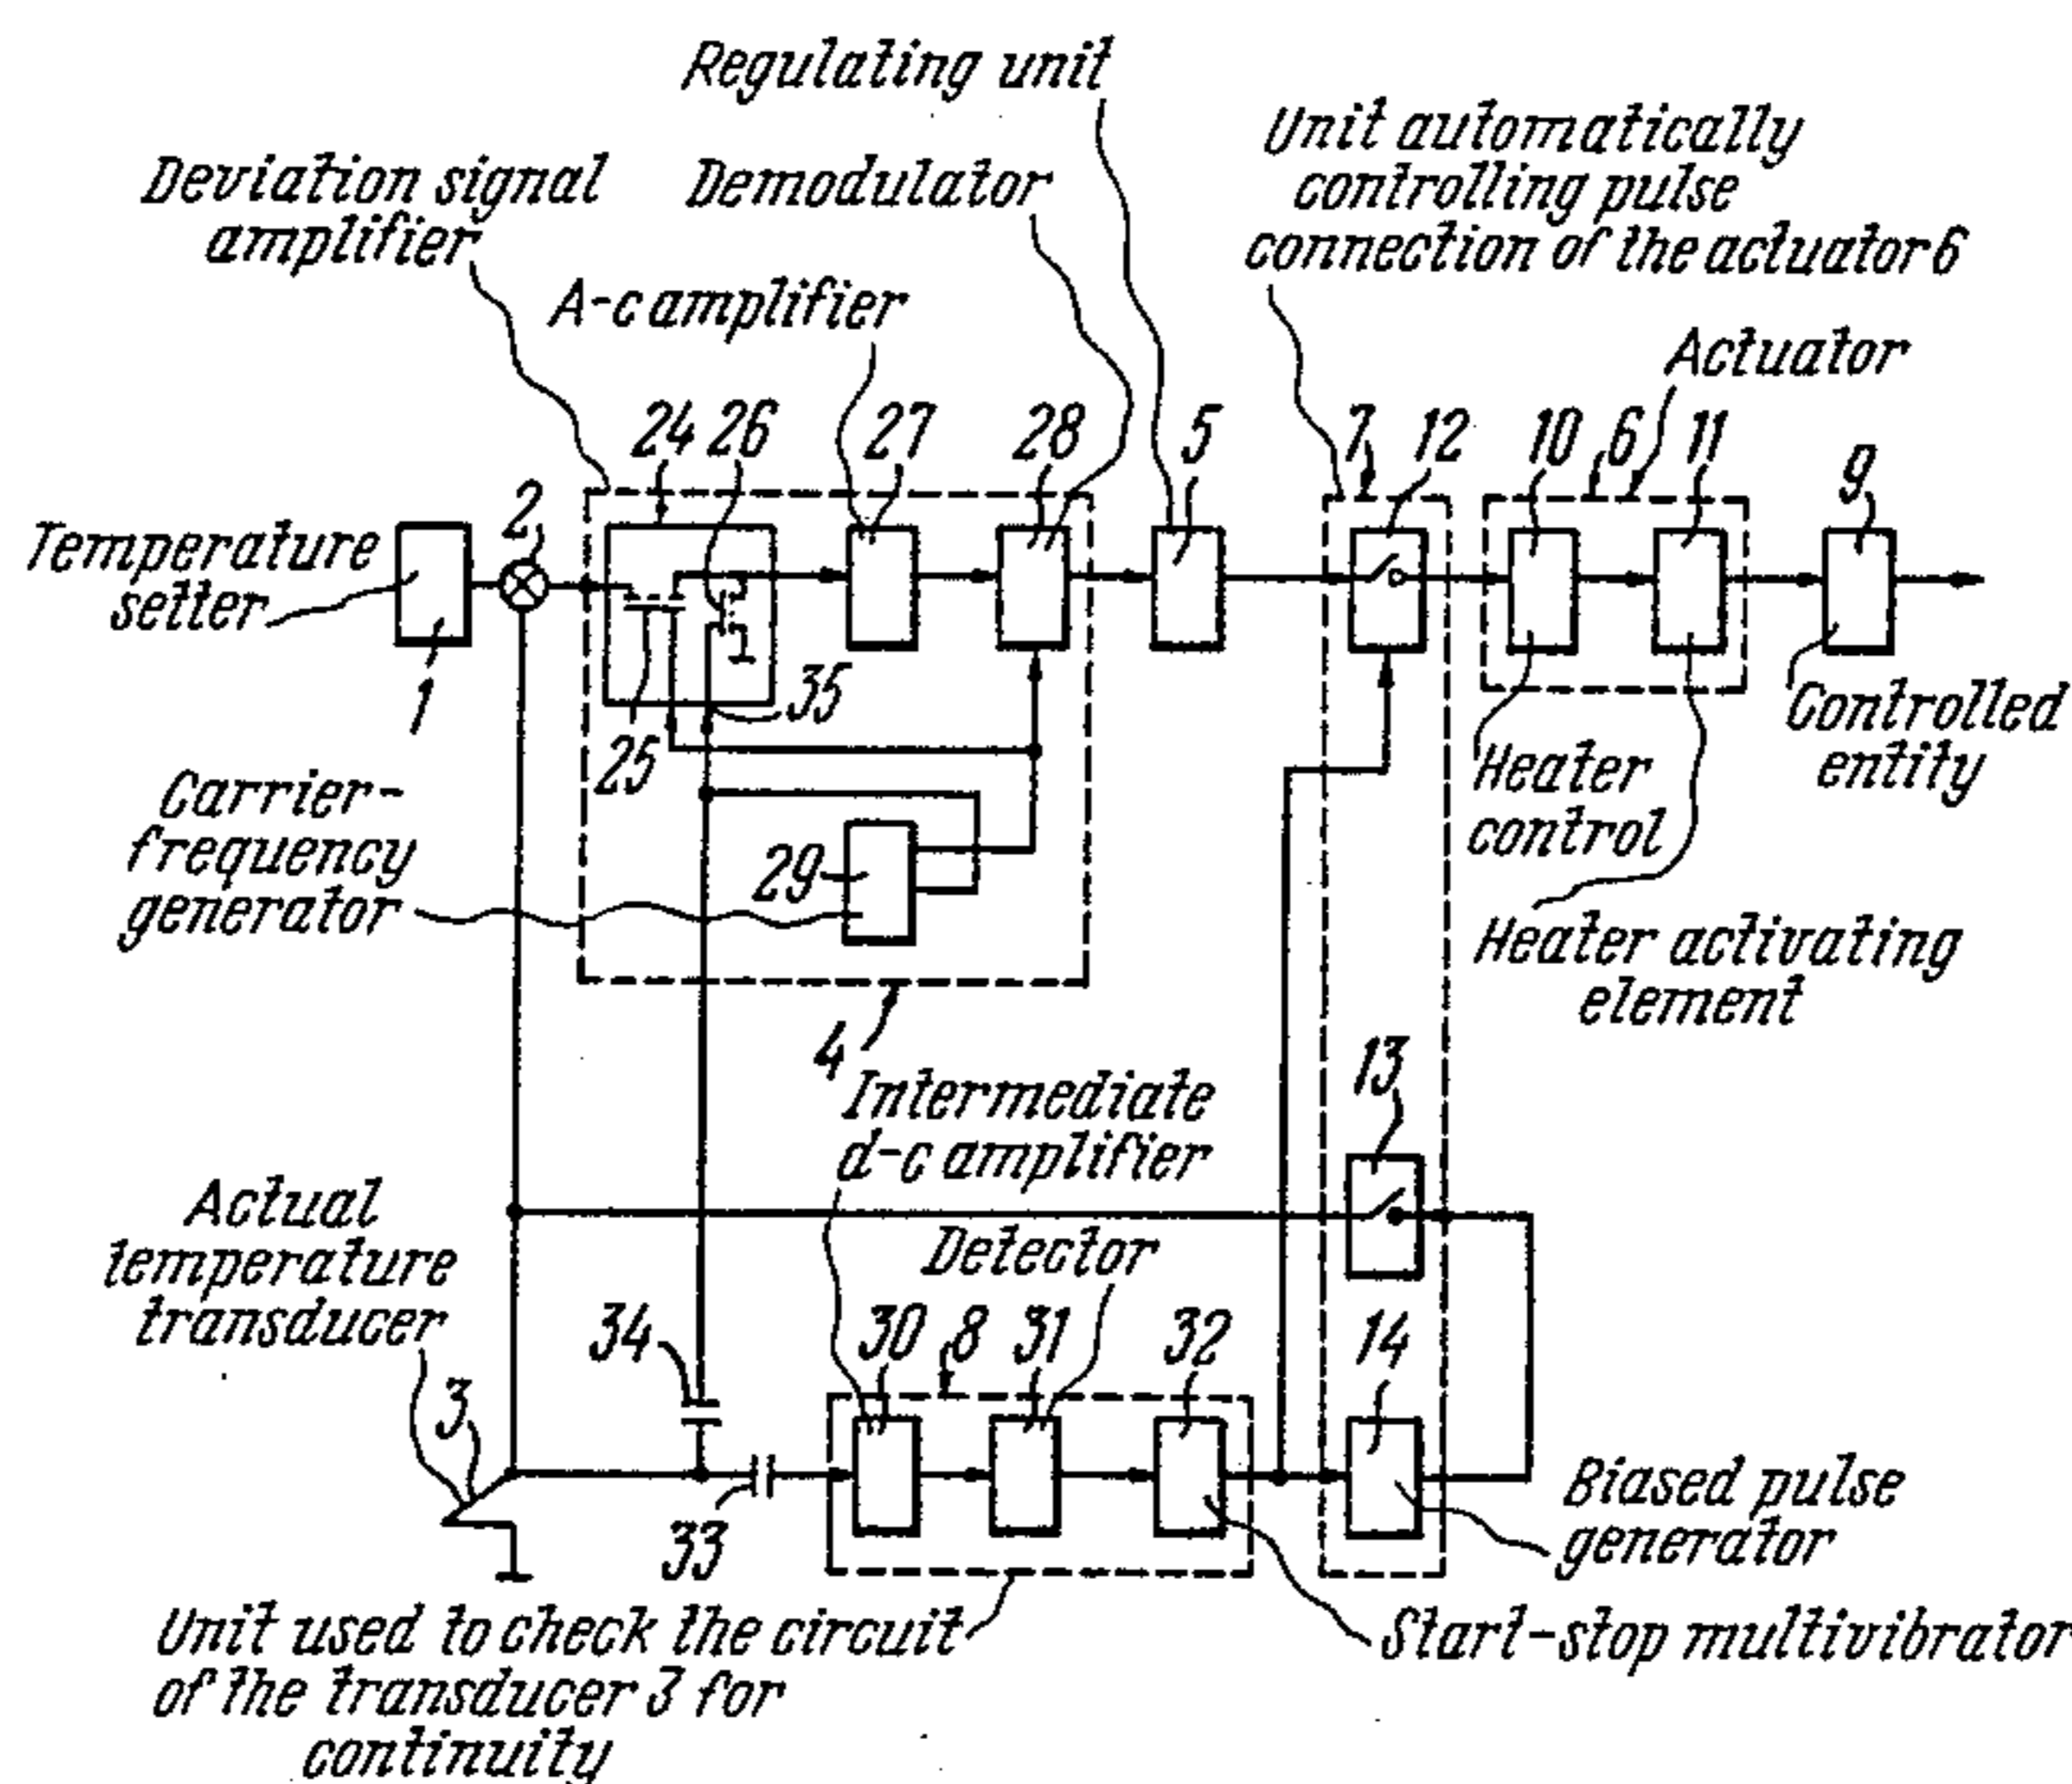 Regulating unit
Deviation signal
amplifier
Demodulator
Unit automatically
controlling pulse
connection of the actuator 6
A-c amplifier
Actuator
24 26 27 28 5 7 12 10 6 11 9
2
Temperature
setter
1
25
35
Controlled
entity
Heater
control
Carrier-
frequency
generator
29
Heater activating
element
4
13
Intermediate
d-c amplifier
Actual
temperature
transducer
Detector
34
30 8 31 32 14
3
33
Biased pulse
generator
Unit used to check the circuit
of the transducer 3 for
continuity
Start-stop multivibrator